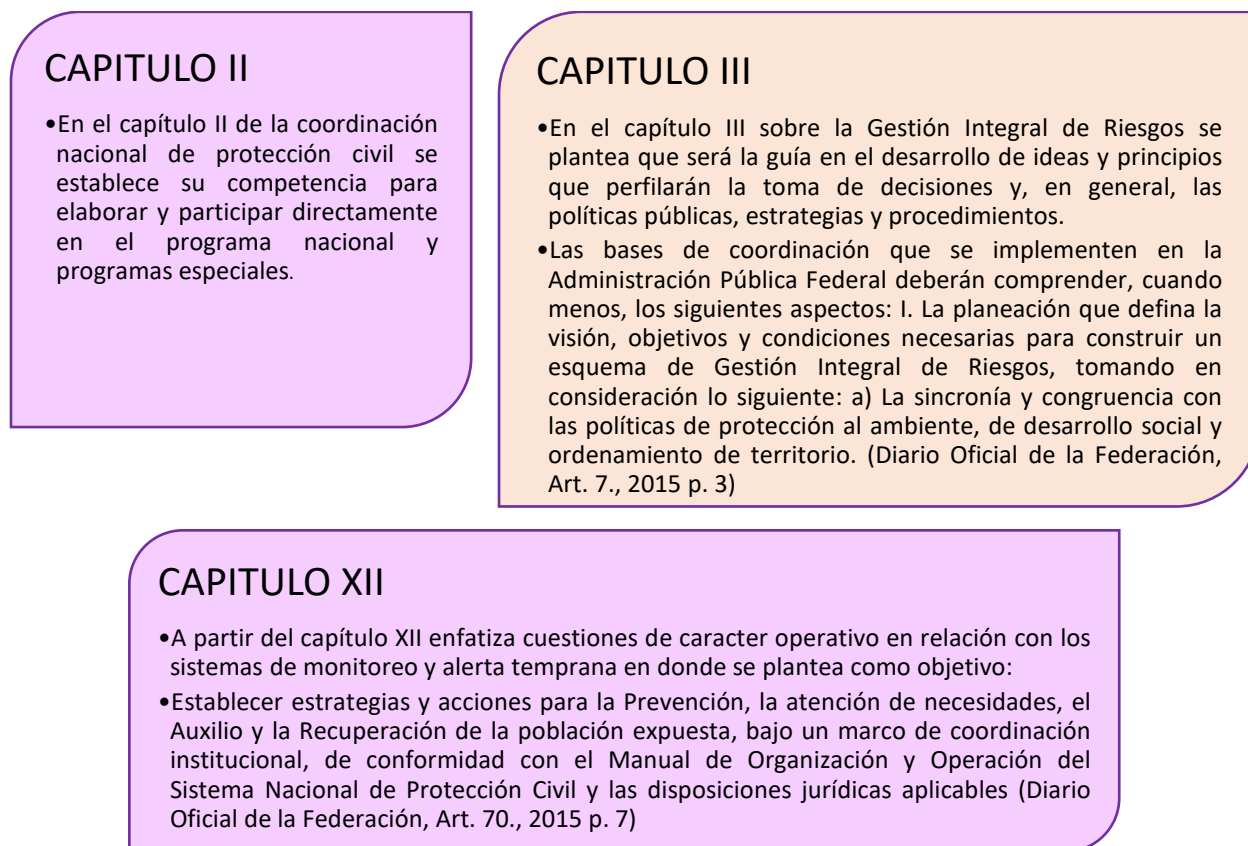 CAPITULO II
•En el capítulo II de la coordinación
nacional de protección civil se
establece su competencia para
elaborar y participar directamente
en el programa nacional y
programas especiales.
CAPITULO III
•En el capítulo III sobre la Gestión Integral de Riesgos se
plantea que será la guía en el desarrollo de ideas y principios
que perfilarán la toma de decisiones y, en general, las
políticas públicas, estrategias y procedimientos.
•Las bases de coordinación que se implementen en la
Administración Pública Federal deberán comprender, cuando
menos, los siguientes aspectos: I. La planeación que defina la
visión, objetivos y condiciones necesarias para construir un
esquema de Gestión Integral de Riesgos, tomando en
consideración lo siguiente: a) La sincronía y congruencia con
las políticas de protección al ambiente, de desarrollo social y
ordenamiento de territorio. (Diario Oficial de la Federación,
Art. 7., 2015 p. 3)
CAPITULO XII
•A partir del capítulo XII enfatiza cuestiones de caracter operativo en relación con los
sistemas de monitoreo y alerta temprana en donde se plantea como objetivo:
•Establecer estrategias y acciones para la Prevención, la atención de necesidades, el
Auxilio y la Recuperación de la población expuesta, bajo un marco de coordinación
institucional, de conformidad con el Manual de Organización y Operación del
Sistema Nacional de Protección Civil y las disposiciones jurídicas aplicables (Diario
Oficial de la Federación, Art. 70., 2015 p. 7)